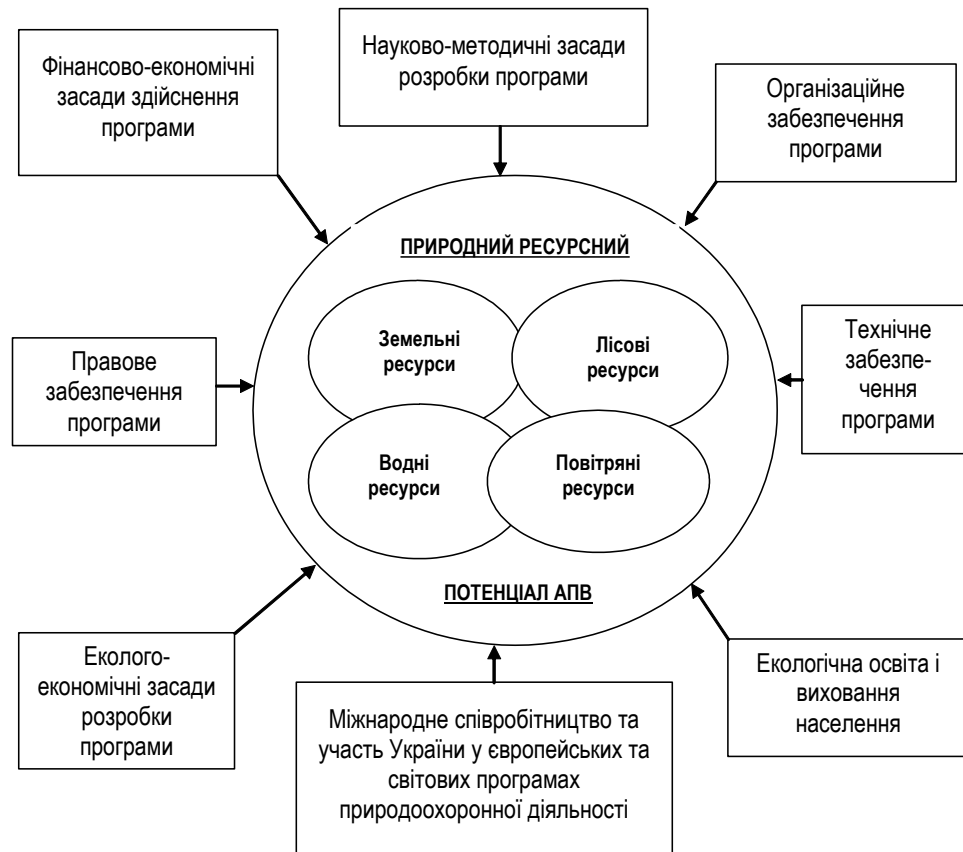 Фінансово-економічні
засади здійснення
програми
Науково-методичні засади
розробки програми
Організаційне
забезпечення
програми
ПРИРОДНИЙ РЕСУРСНИЙ
Земельні
ресурси
Лісові
ресурси
Правове
забезпечення
програми
Технічне
забезпе-
чення
програми
Водні
ресурси
Повітряні
ресурси
ПОТЕНЦІАЛ АПВ
Еколого-
економічні засади
розробки
програми
Міжнародне співробітництво та
участь України у європейських та
світових програмах
природоохоронної діяльності
Екологічна освіта і
виховання
населення